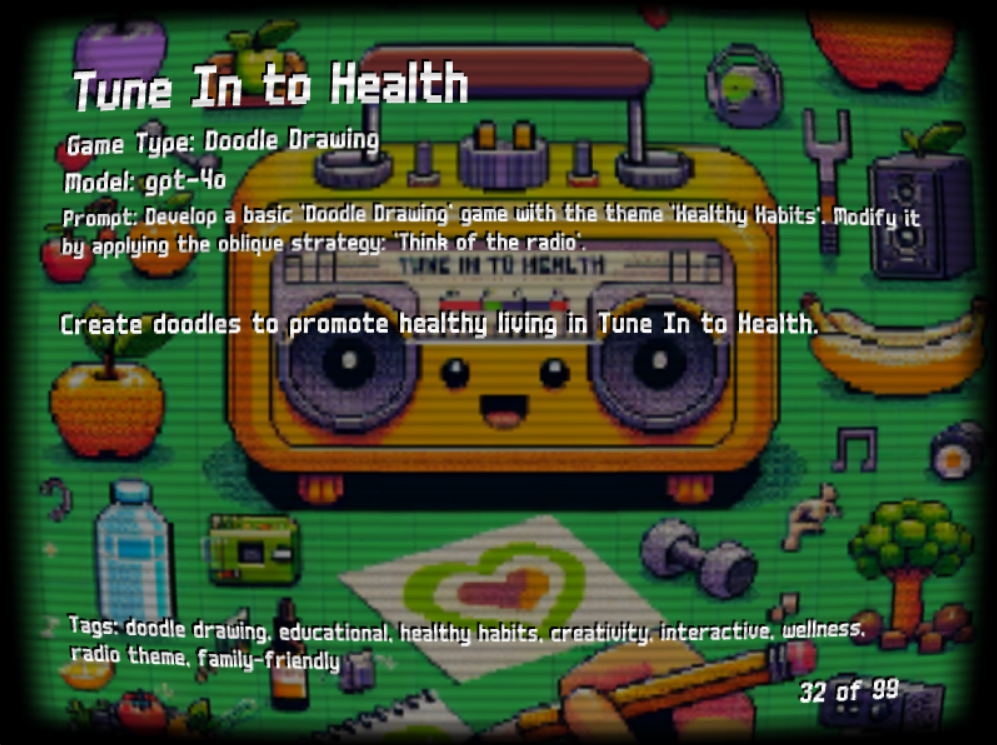 Tune In to Health
Game Type: Doodle Drawing
Model: gpt-4o
Prompt: Develop a basic 'Doodle Drawing' game with the theme 'Healthy Habits'. Modify it
by applying the oblique strategy: 'Think of the radio'.
TUNE IN TO HEALTH
Create doodles to promote healthy living in Tune In to Health.
Tags: doodle drawing, educational, healthy habits, creativity, interactive, wellness,
radio theme, family-friendly
32 of 99